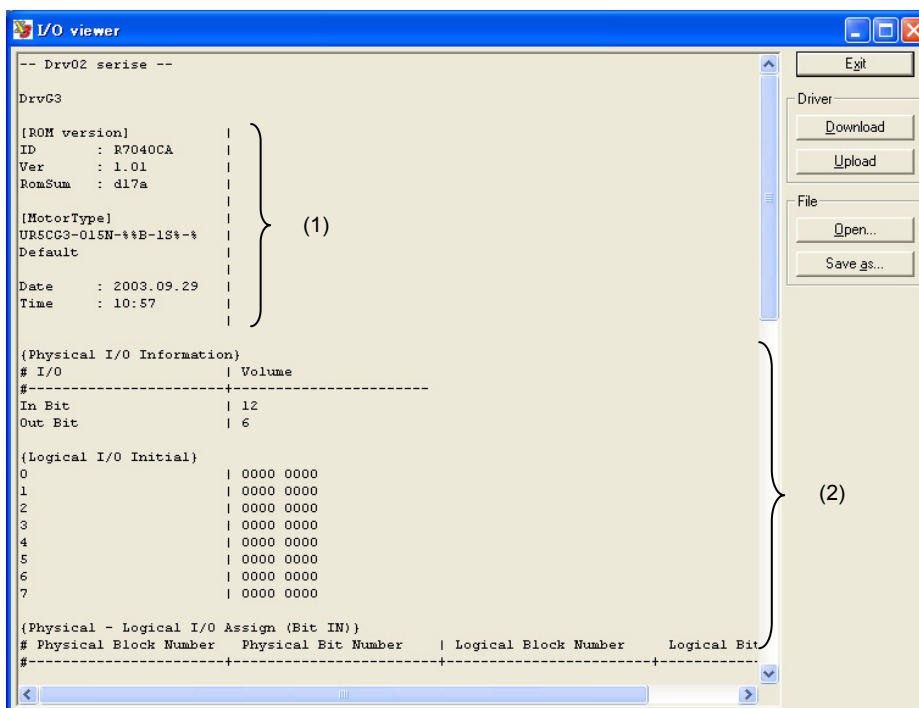 I/O viewer
-- Drv02 serise --
DrvG3
[ROM version] |
ID : R7040CA |
Ver : 1.01 |
RomSum : d17a |
|
[MotorType] |
UR5CG3-015N-%%B-1S%-% |
Default |
|
Date : 2003.09.29 |
Time : 10:57 |
|
(1)
{Physical I/O Information}
# I/O | Volume
#-----------------------+-----------------------
In Bit | 12
Out Bit | 6
{Logical I/O Initial}
0 | 0000 0000
1 | 0000 0000
2 | 0000 0000
3 | 0000 0000
4 | 0000 0000
5 | 0000 0000
6 | 0000 0000
7 | 0000 0000
(2)
{Physical - Logical I/O Assign (Bit IN)}
# Physical Block Number Physical Bit Number | Logical Block Number Logical Bit
#-----------------------+------------------------+------------------------+------------
Exit
Driver
Download
Upload
File
Open...
Save as...